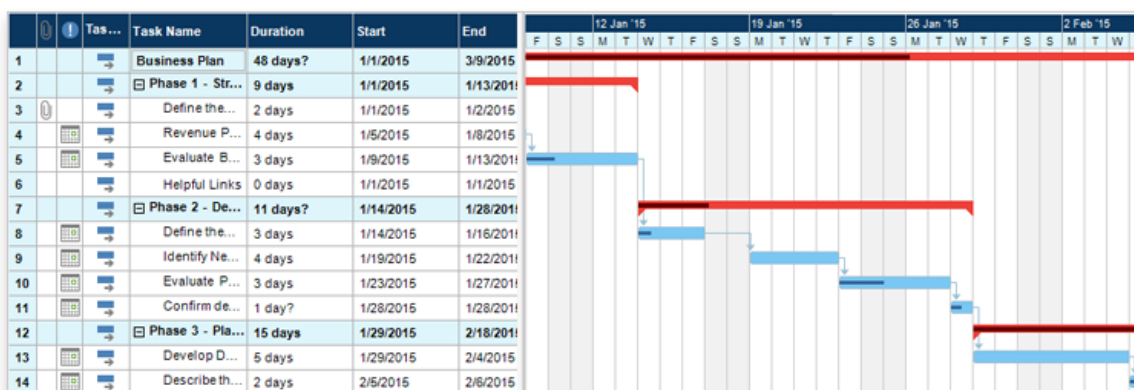 12 Jan '15 19 Jan '15 26 Jan '15 2 Feb '15
Tas... Task Name Duration Start End
F S S M T W T F S S M T W T F S S M T W T F S S M T W
1 Business Plan 48 days? 1/1/2015 3/9/2015
2 Phase 1 - Str... 9 days 1/1/2015 1/13/201
3 Define the... 2 days 1/1/2015 1/2/2015
4 Revenue P... 4 days 1/5/2015 1/8/2015
5 Evaluate B... 3 days 1/9/2015 1/13/201
6 Helpful Links 0 days 1/1/2015 1/1/2015
7 Phase 2 - De... 11 days? 1/14/2015 1/28/201
8 Define the... 3 days 1/14/2015 1/16/201
9 Identify Ne... 4 days 1/19/2015 1/22/201
10 Evaluate P... 3 days 1/23/2015 1/27/201
11 Confirm de... 1 day? 1/28/2015 1/28/201
12 Phase 3 - Pla... 15 days 1/29/2015 2/18/201
13 Develop D... 5 days 1/29/2015 2/4/2015
14 Describe th... 2 days 2/5/2015 2/6/2015